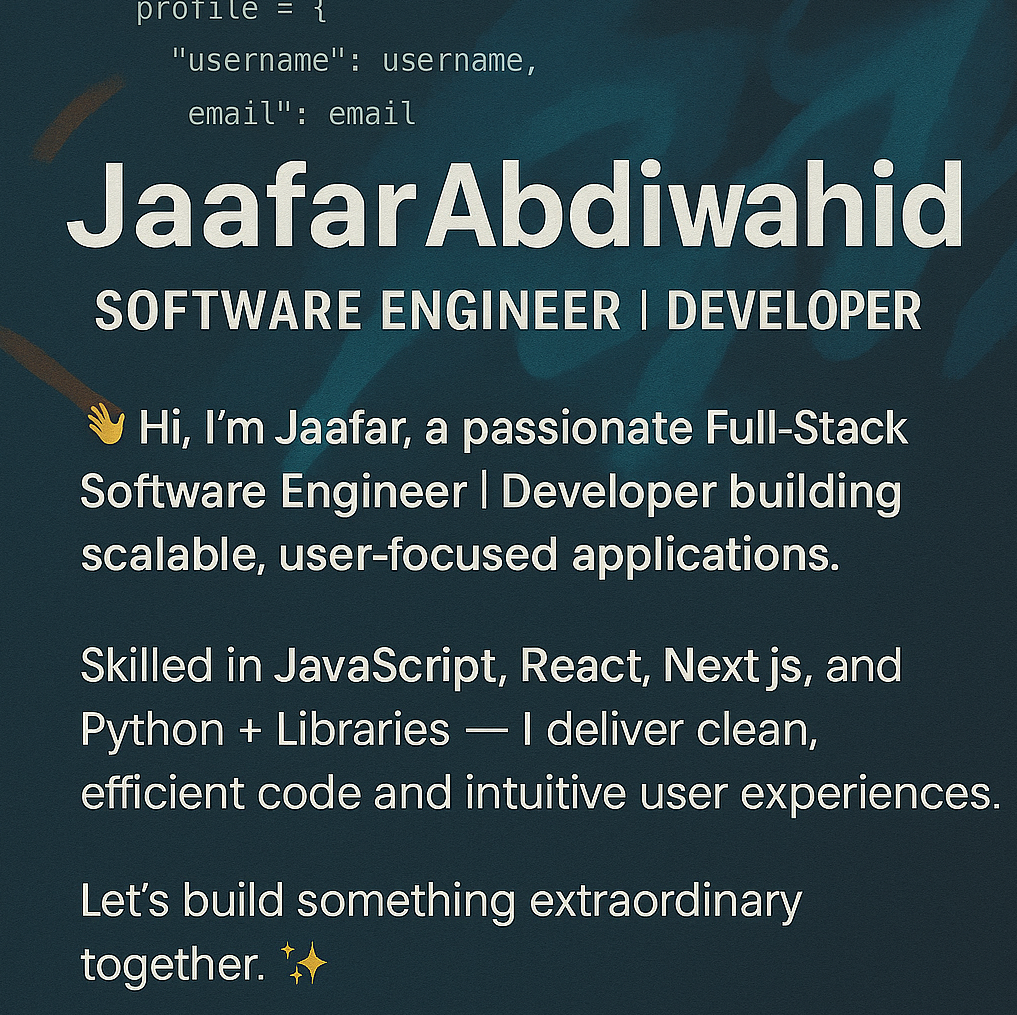 profile = {
"username": username,
email": email
Jaafar Abdiwahid
SOFTWARE ENGINEER | DEVELOPER
👋 Hi, I’m Jaafar, a passionate Full-Stack
Software Engineer | Developer building
scalable, user-focused applications.
Skilled in JavaScript, React, Next js, and
Python + Libraries — I deliver clean,
efficient code and intuitive user experiences.
Let’s build something extraordinary
together. ✨